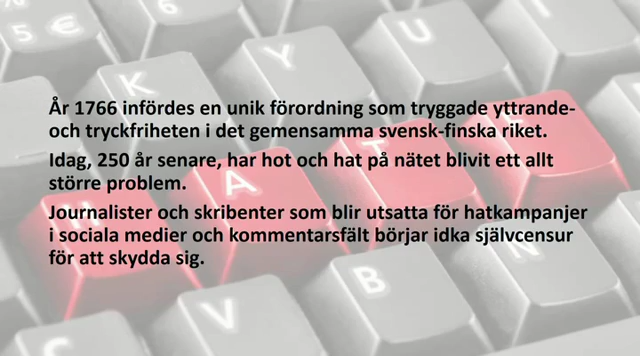 5 €
6
Y
U
I
K
År 1766 infördes en unik förordning som tryggade yttrande-
och tryckfriheten i det gemensamma svensk-finska riket.
Idag, 250 år senare, har hot och hat på nätet blivit ett allt
större problem.
Journalister och skribenter som blir utsatta för hatkampanjer
i sociala medier och kommentarsfält börjar idka självcensur
för att skydda sig.
H A T E
C V B N